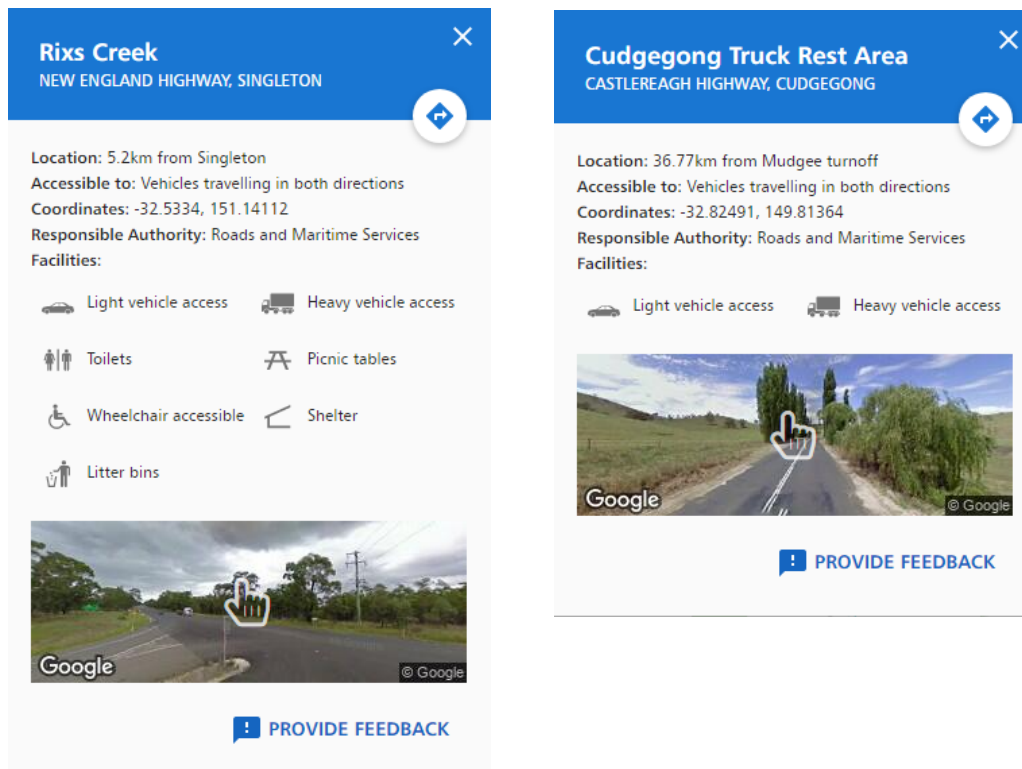 Rixs Creek
NEW ENGLAND HIGHWAY, SINGLETON
Location: 5.2km from Singleton
Accessible to: Vehicles travelling in both directions
Coordinates: -32.5334, 151.14112
Responsible Authority: Roads and Maritime Services
Facilities:
Light vehicle access
Heavy vehicle access
Toilets
Picnic tables
Wheelchair accessible
Shelter
Litter bins
Google
© Google
PROVIDE FEEDBACK
Cudgegong Truck Rest Area
CASTLEREAGH HIGHWAY, CUDGEGONG
Location: 36.77km from Mudgee turnoff
Accessible to: Vehicles travelling in both directions
Coordinates: -32.82491, 149.81364
Responsible Authority: Roads and Maritime Services
Facilities:
Light vehicle access
Heavy vehicle access
Google
© Google
PROVIDE FEEDBACK